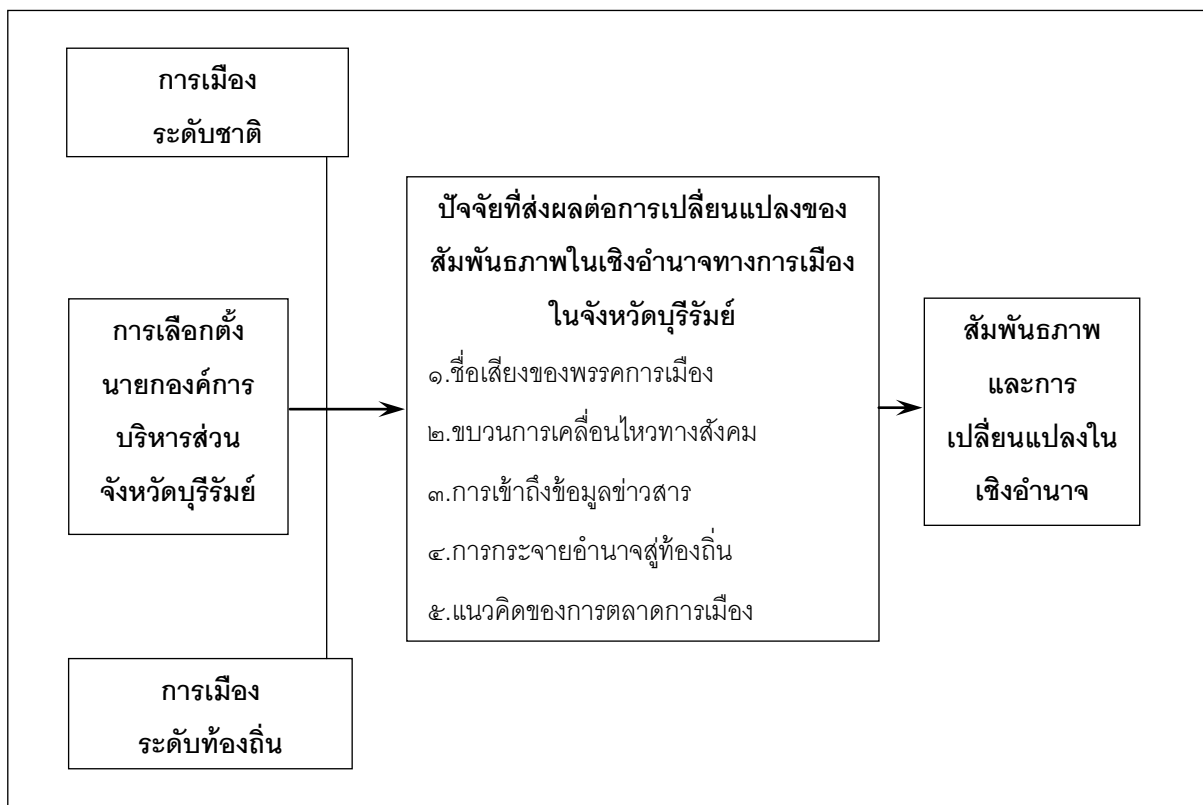 การเมือง
ระดับชาติ
ปัจจัยที่ส่งผลต่อการเปลี่ยนแปลงของ
สัมพันธภาพในเชิงอำนาจทางการเมือง
ในจังหวัดบุรีรัมย์
๑.ชื่อเสียงของพรรคการเมือง
๒.ขบวนการเคลื่อนไหวทางสังคม
๓.การเข้าถึงข้อมูลข่าวสาร
๔.การกระจายอำนาจสู่ท้องถิ่น
๕.แนวคิดของการตลาดการเมือง
การเลือกตั้ง
นายกองค์การ
บริหารส่วน
จังหวัดบุรีรัมย์
สัมพันธภาพ
และการ
เปลี่ยนแปลงใน
เชิงอำนาจ
การเมือง
ระดับท้องถิ่น